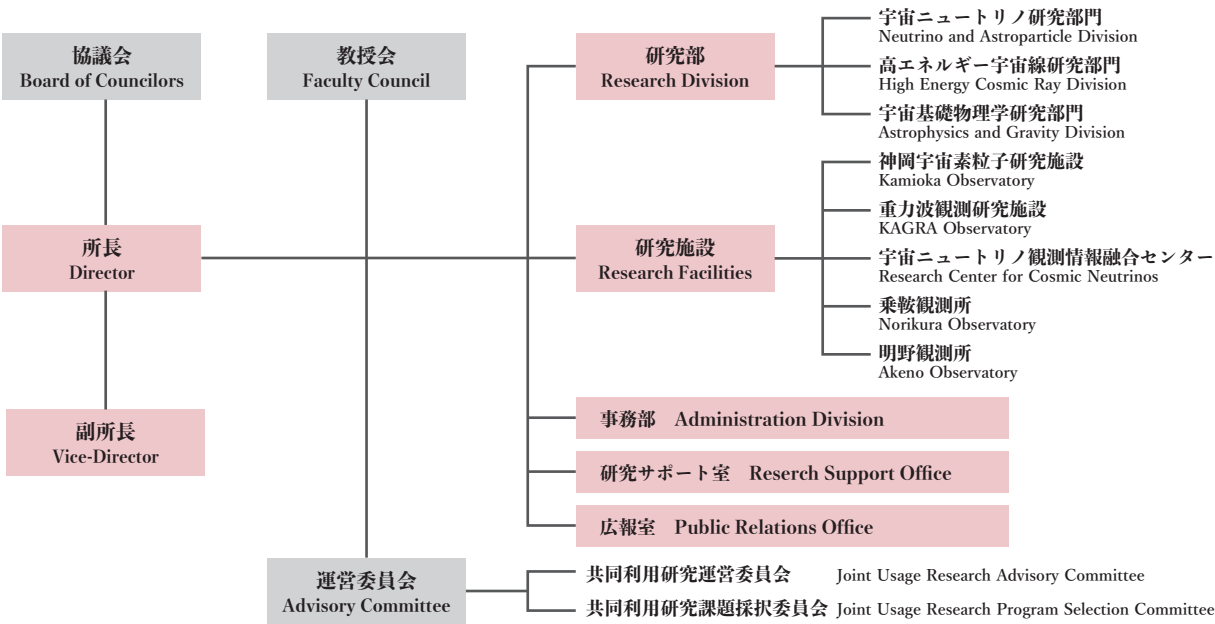 協議会
Board of Councilors
教授会
Faculty Council
研究部
Research Division
宇宙ニュートリノ研究部門
Neutrino and Astroparticle Division
高エネルギー宇宙線研究部門
High Energy Cosmic Ray Division
宇宙基礎物理学研究部門
Astrophysics and Gravity Division
所長
Director
研究施設
Research Facilities
神岡宇宙素粒子研究施設
Kamioka Observatory
重力波観測研究施設
KAGRA Observatory
宇宙ニュートリノ観測情報融合センター
Research Center for Cosmic Neutrinos
乗鞍観測所
Norikura Observatory
明野観測所
Akeno Observatory
副所長
Vice-Director
事務部 Administration Division
研究サポート室 Reserch Support Office
広報室 Public Relations Office
運営委員会
Advisory Committee
共同利用研究運営委員会 Joint Usage Research Advisory Committee
共同利用研究課題採択委員会 Joint Usage Research Program Selection Committee